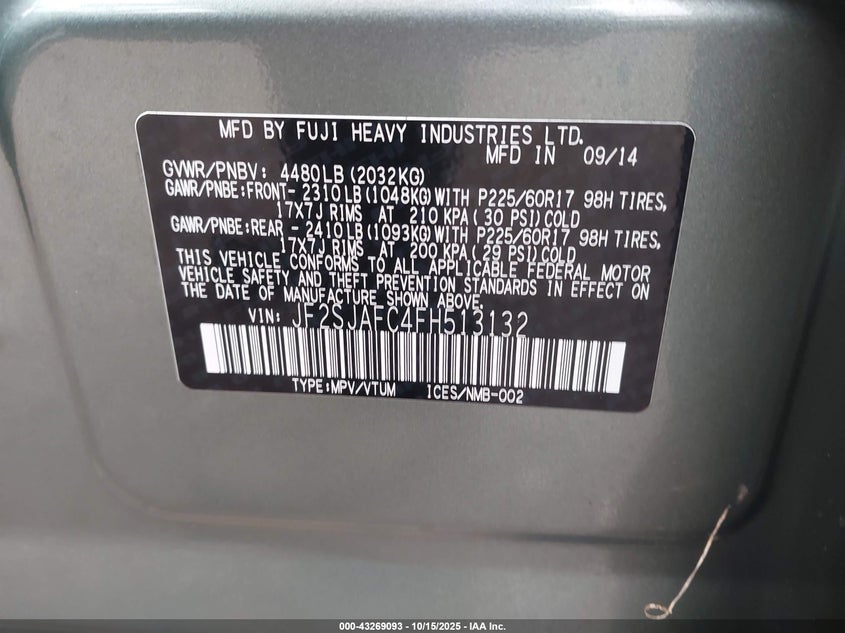 MFD BY FUJI HEAVY INDUSTRIES LTD.
MFD IN 09/14
GVWR/PNBV: 4480LB (2032KG)
GAWR/PNBE:FRONT- 2310LB (1048KG) WITH P225/60R17 98H TIRES,
17X7J RIMS AT 210 KPA (30 PSI) COLD
GAWR/PNBE:REAR - 2410LB (1093KG) WITH P225/60R17 98H TIRES,
17X7J RIMS AT 200 KPA (29 PSI) COLD
THIS VEHICLE CONFORMS TO ALL APPLICABLE FEDERAL MOTOR
VEHICLE SAFETY AND THEFT PREVENTION STANDARDS IN EFFECT ON
THE DATE OF MANUFACTURE SHOWN ABOVE.
VIN: JF2SJAFC4FH513132
TYPE:MPV/VTUM ICES/NMB-002
000-43269093 - 10/15/2025 - IAA Inc.